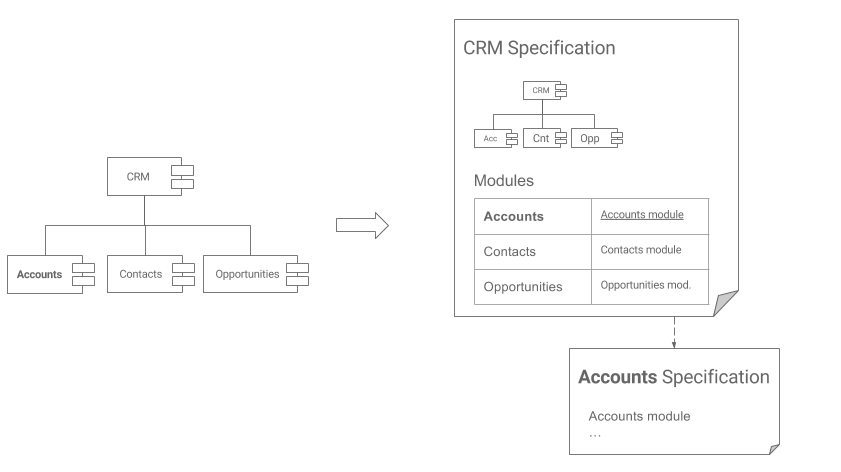 CRM
Accounts
Contacts
Opportunities
CRM Specification
CRM
Acc
Cnt
Opp
Modules
Accounts Accounts module
Contacts Contacts module
Opportunities Opportunities mod.
Accounts Specification
Accounts module
...